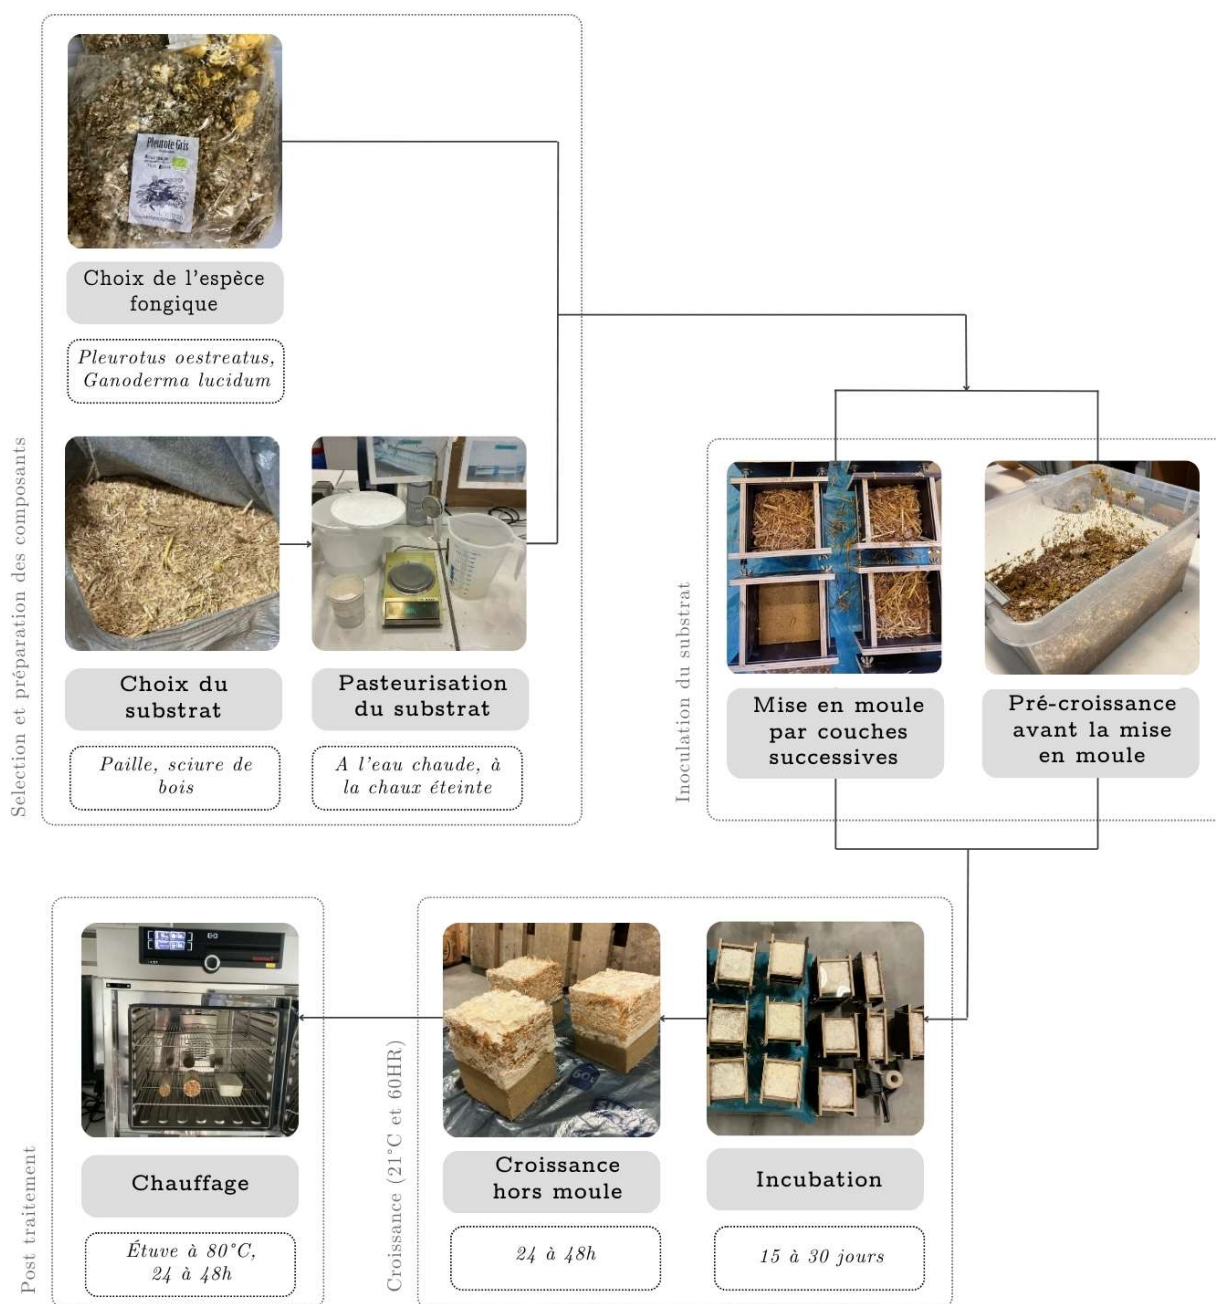 Pleurote Gris
Choix de l'espèce
fongique
Pleurotus oestreatus,
Ganoderma lucidum
Selection et préparation des composants
Choix du
substrat
Paille, sciure de
bois
Pasteurisation
du substrat
A l'eau chaude, à
la chaux éteinte
Inoculation du substrat
Mise en moule
par couches
successives
Pré-croissance
avant la mise
en moule
Post traitement
Chauffage
Étuve à 80°C,
24 à 48h
Croissance (21°C et 60HR)
Croissance
hors moule
24 à 48h
Incubation
15 à 30 jours